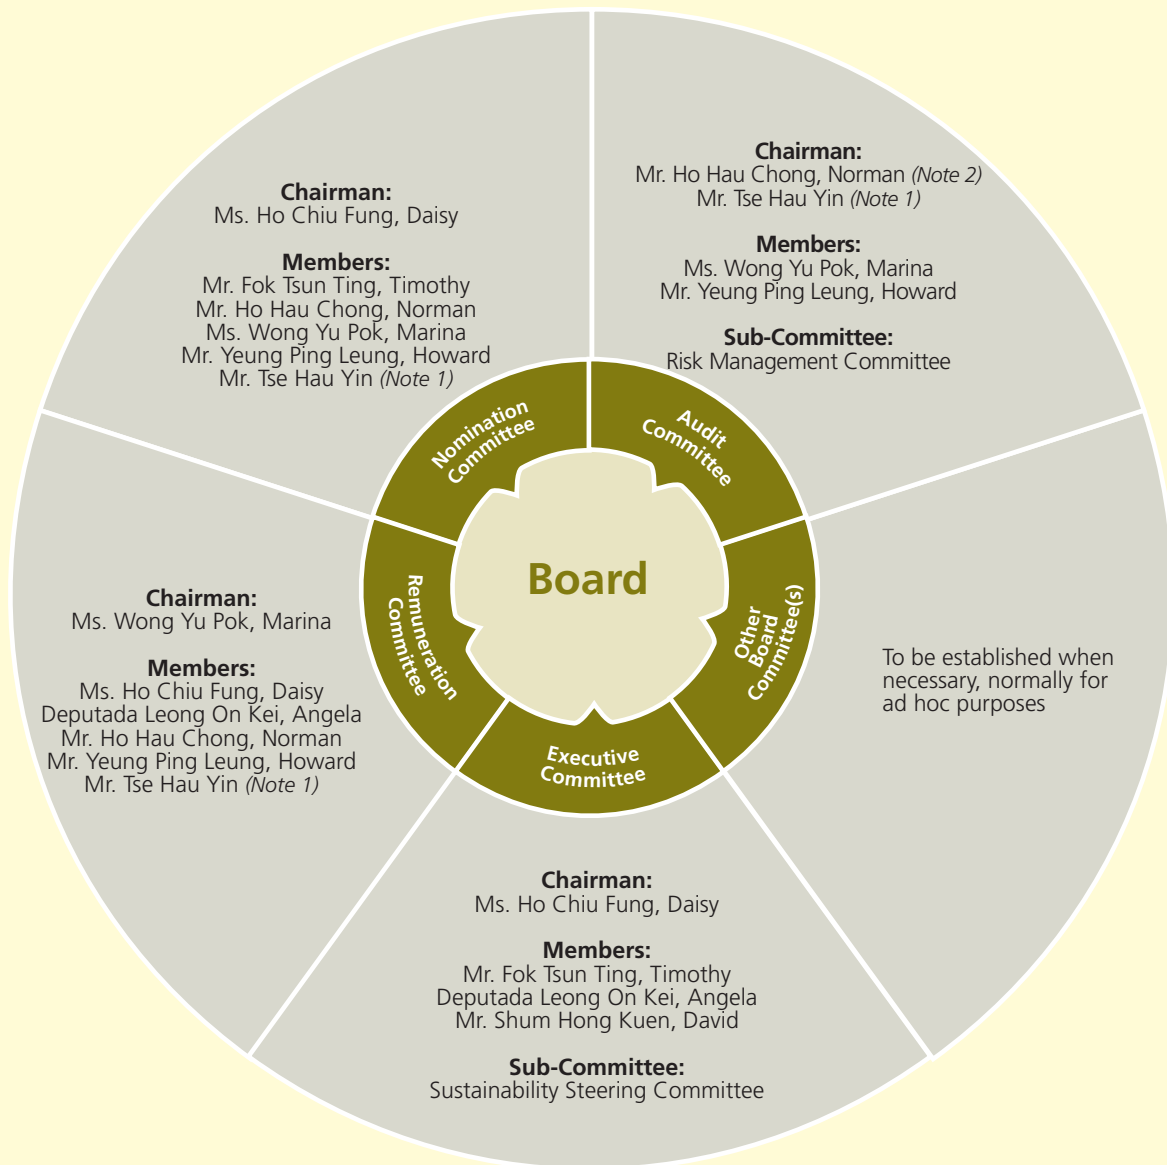 Chairman:
Ms. Ho Chiu Fung, Daisy
Members:
Mr. Fok Tsun Ting, Timothy
Mr. Ho Hau Chong, Norman
Ms. Wong Yu Pok, Marina
Mr. Yeung Ping Leung, Howard
Mr. Tse Hau Yin (Note 1)
Nomination
Committee
Chairman:
Mr. Ho Hau Chong, Norman (Note 2)
Mr. Tse Hau Yin (Note 1)
Members:
Ms. Wong Yu Pok, Marina
Mr. Yeung Ping Leung, Howard
Sub-Committee:
Risk Management Committee
Audit
Committee
Board
Chairman:
Ms. Wong Yu Pok, Marina
Members:
Ms. Ho Chiu Fung, Daisy
Deputada Leong On Kei, Angela
Mr. Ho Hau Chong, Norman
Mr. Yeung Ping Leung, Howard
Mr. Tse Hau Yin (Note 1)
Remuneration
Committee
Other
Board
Committee(s)
To be established when
necessary, normally for
ad hoc purposes
Executive
Committee
Chairman:
Ms. Ho Chiu Fung, Daisy
Members:
Mr. Fok Tsun Ting, Timothy
Deputada Leong On Kei, Angela
Mr. Shum Hong Kuen, David
Sub-Committee:
Sustainability Steering Committee